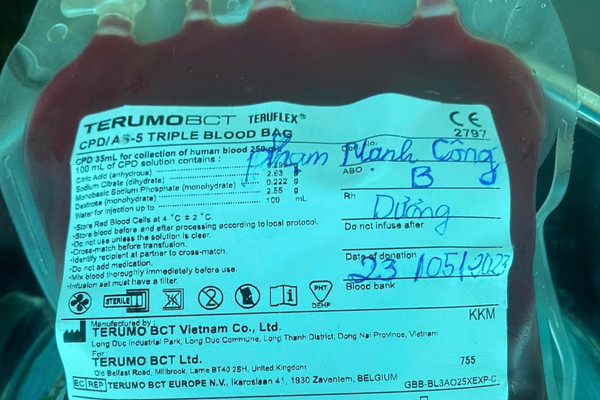 TERUMOBCT TERUFLEX®
CPD/AS-5 TRIPLE BLOOD BAG
CE
2797
CPD 35mL for collection of human blood 250
100 mL of CPD solution contains :
Citric Acid (anhydrous)
Sodium Citrate (dihydrate) 2.63 g
Monobasic Sodium Phosphate (monohydrate) 0.222 g
Dextrose (monohydrate) 2.55 g
Water for injection up to 100 mL
-Store Red Blood Cells at 4 °C ± 2 °C.
-Store blood before and after processing according to local protocol.
-Do not use unless the solution is clear.
-Cross-match before transfusion.
-Identify recipient at partner to cross-match.
-Do not add medication.
-Mix blood thoroughly immediately before use.
-Infusion set must have a filter.
Phạm Mạnh Công
ABO B
Rh Dương
Do not infuse after
Date of donation
23/05/2023
Blood bank
STERILE
PHT
DEHP
KKM
Manufactured by
TERUMO BCT Vietnam Co., Ltd.
Long Duc Industrial Park, Long Duc Commune, Long Thanh District, Dong Nai Province, Vietnam
For:
TERUMO BCT Ltd.
Old Belfast Road, Millbrook, Larne BT40 2SH, United Kingdom
755
EC REP TERUMO BCT EUROPE N.V., Ikaroslaan 41, 1930 Zaventem, BELGIUM
GBB-BL3AO25XEXP-C